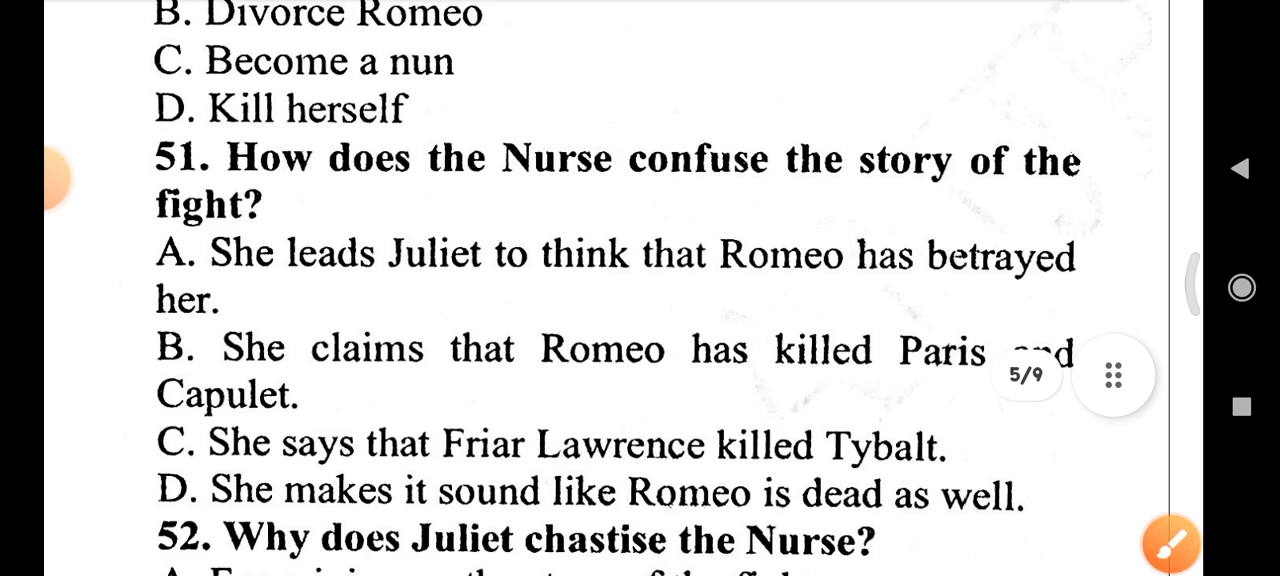 B. Divorce Romeo
C. Become a nun
D. Kill herself
51. How does the Nurse confuse the story of the
fight?
A. She leads Juliet to think that Romeo has betrayed
her.
B. She claims that Romeo has killed Paris
Capulet.
5/9
C. She says that Friar Lawrence killed Tybalt.
D. She makes it sound like Romeo is dead as well.
52. Why does Juliet chastise the Nurse?